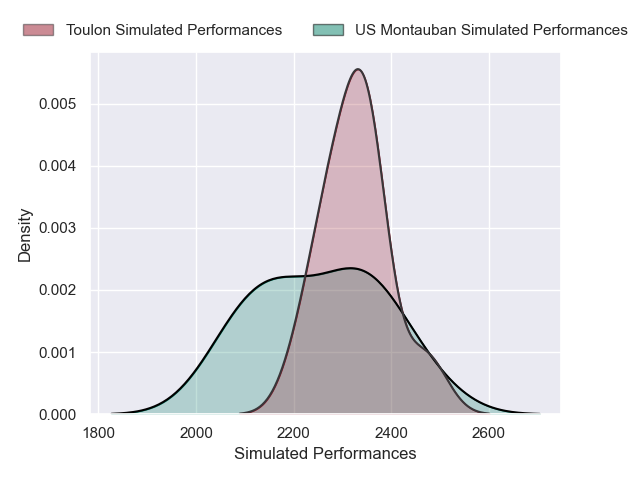 Toulon Simulated Performances
US Montauban Simulated Performances
Density
0.005
0.004
0.003
0.002
0.001
0.000
1800
2000
2200
2400
2600
Simulated Performances